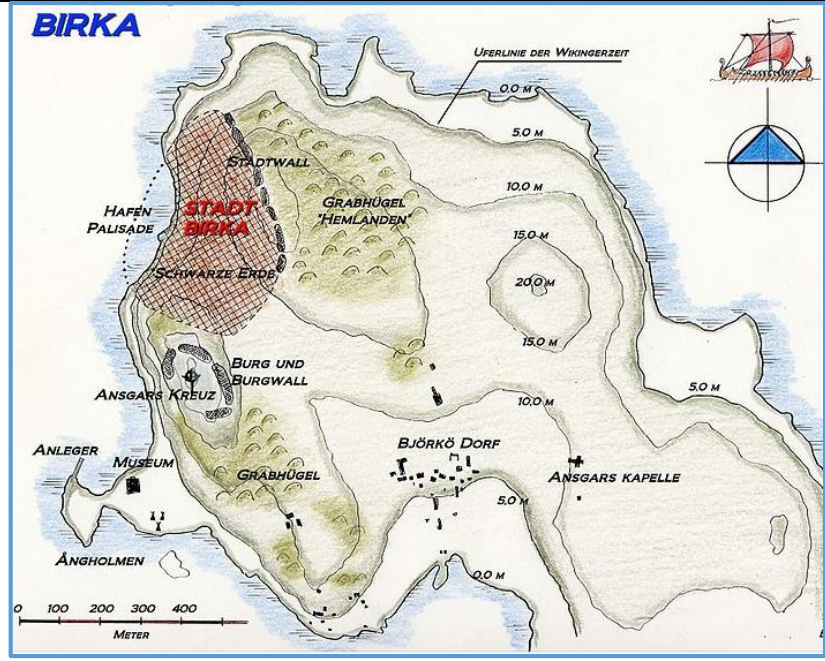 BIRKA
UFERLINIE DER WIKINGERZEIT
0,0 M
5,0 M
STADTWALL
10,0 M
HAFEN
PALISADE
STADT
BIRKA
GRABHÜGEL
"HEMLANDEN"
15,0 M
"SCHWARZE ERDE"
20,0 M
15,0 M
BURG UND
BURGWALL
ANSGARS KREUZ
5,0 M
10,0 M
ANLEGER
MUSEUM
BJÖRKÖ DORF
GRABHÜGEL
ANSGARS KAPELLE
5,0 M
ÅNGHOLMEN
0,0 M
0 100 200 300 400
METER